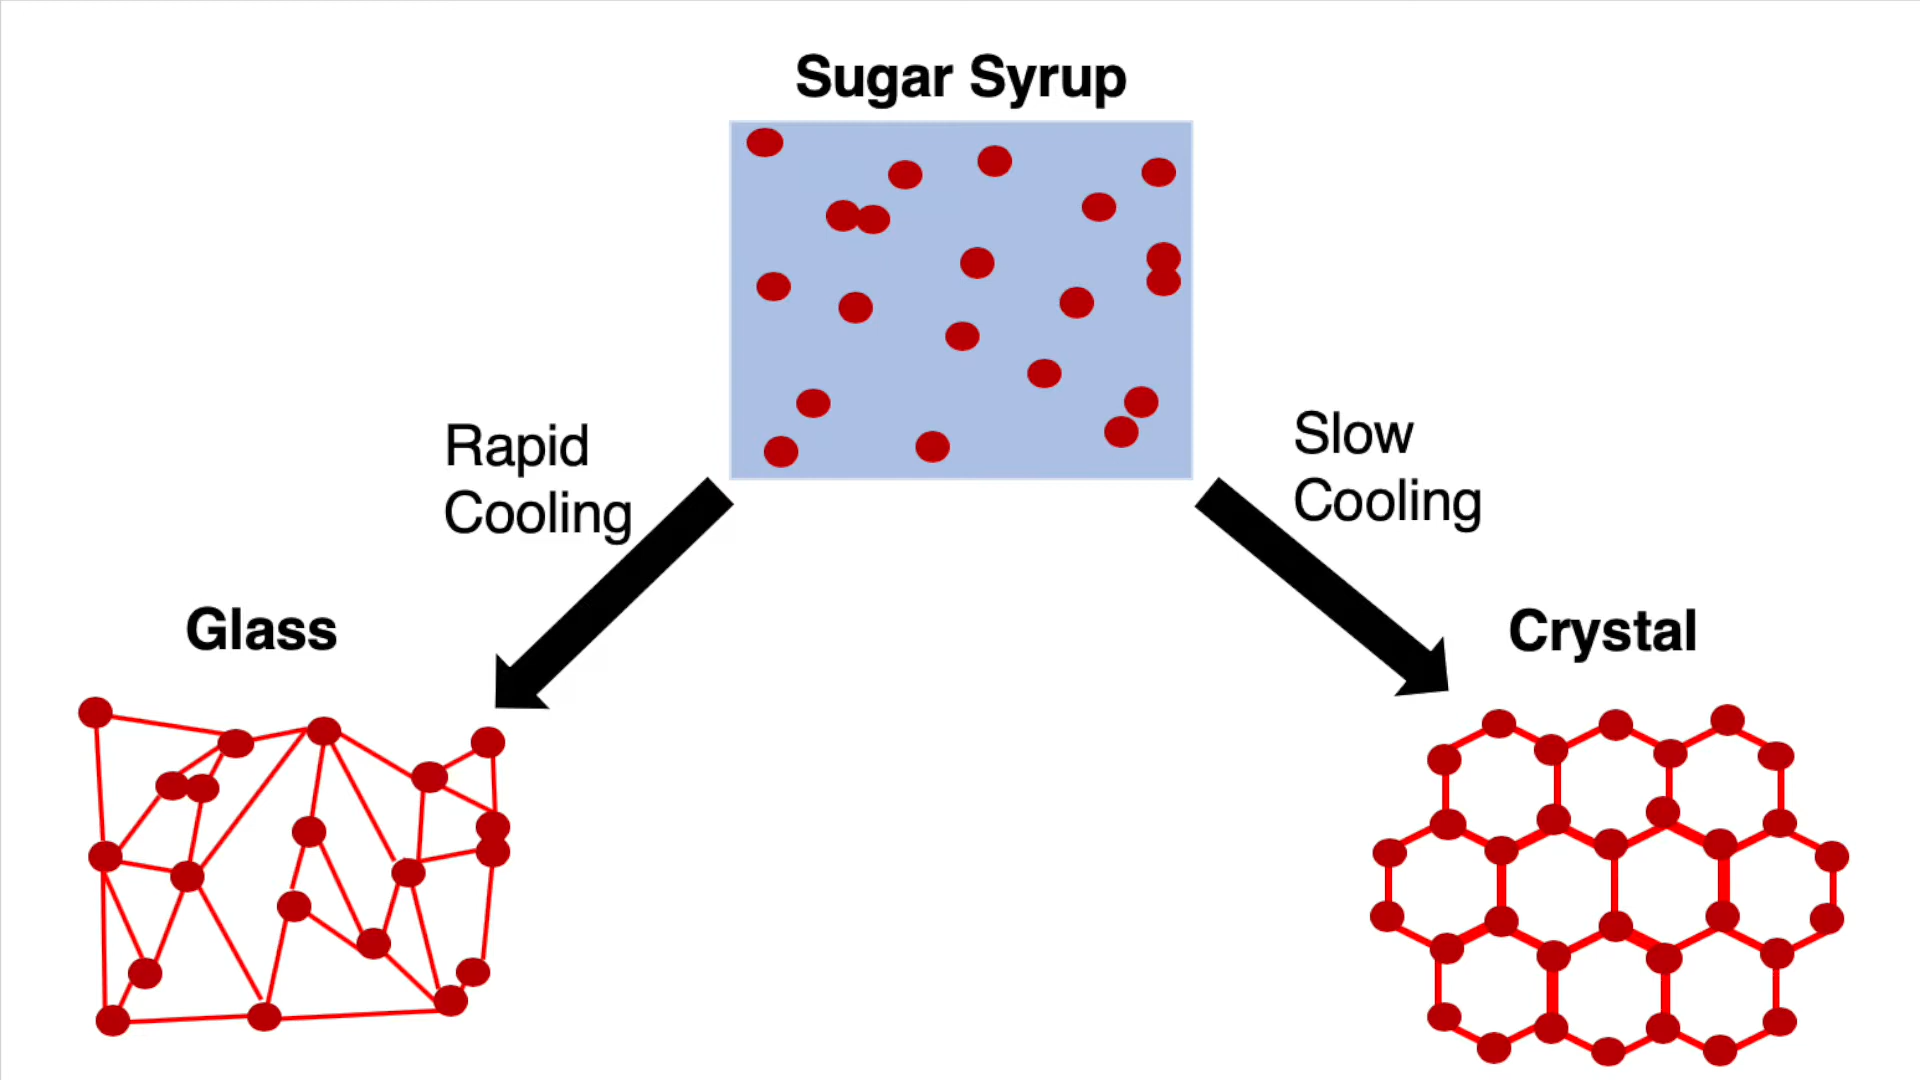 Sugar Syrup
Rapid
Cooling
Slow
Cooling
Glass
Crystal